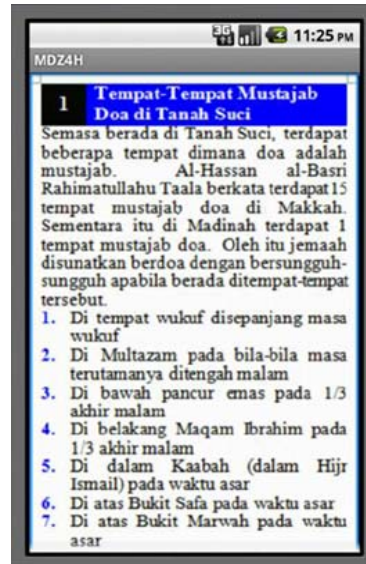 3G 11:25 PM
MDZ4H
1 Tempat-Tempat Mustajab
Doa di Tanah Suci
Semasa berada di Tanah Suci, terdapat
beberapa tempat dimana doa adalah
mustajab. Al-Hassan al-Basri
Rahimatullahu Taala berkata terdapat 15
tempat mustajab doa di Makkah.
Sementara itu di Madinah terdapat 1
tempat mustajab doa. Oleh itu jemaah
disunatkan berdoa dengan bersungguh-
sungguh apabila berada ditempat-tempat
tersebut.
1. Di tempat wukuf disepanjang masa
wukuf
2. Di Multazam pada bila-bila masa
terutamanya ditengah malam
3. Di bawah pancur emas pada 1/3
akhir malam
4. Di belakang Maqam Ibrahim pada
1/3 akhir malam
5. Di dalam Kaabah (dalam Hijr
Ismail) pada waktu asar
6. Di atas Bukit Safa pada waktu asar
7. Di atas Bukit Marwah pada waktu
asar